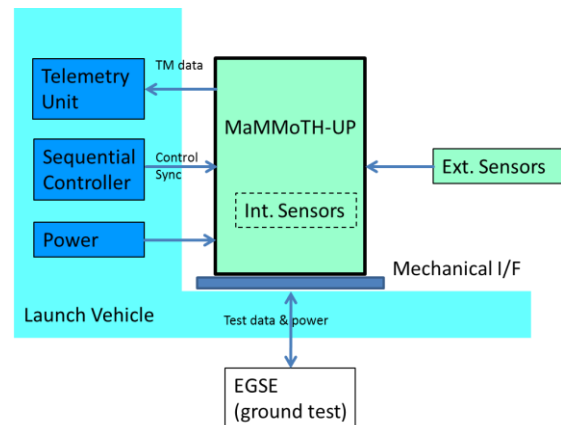 TM data
Telemetry
Unit
MaMMoTH-UP
Sequential
Controller
Control
Sync
Ext. Sensors
Int. Sensors
Power
Mechanical I/F
Launch Vehicle
Test data & power
EGSE
(ground test)